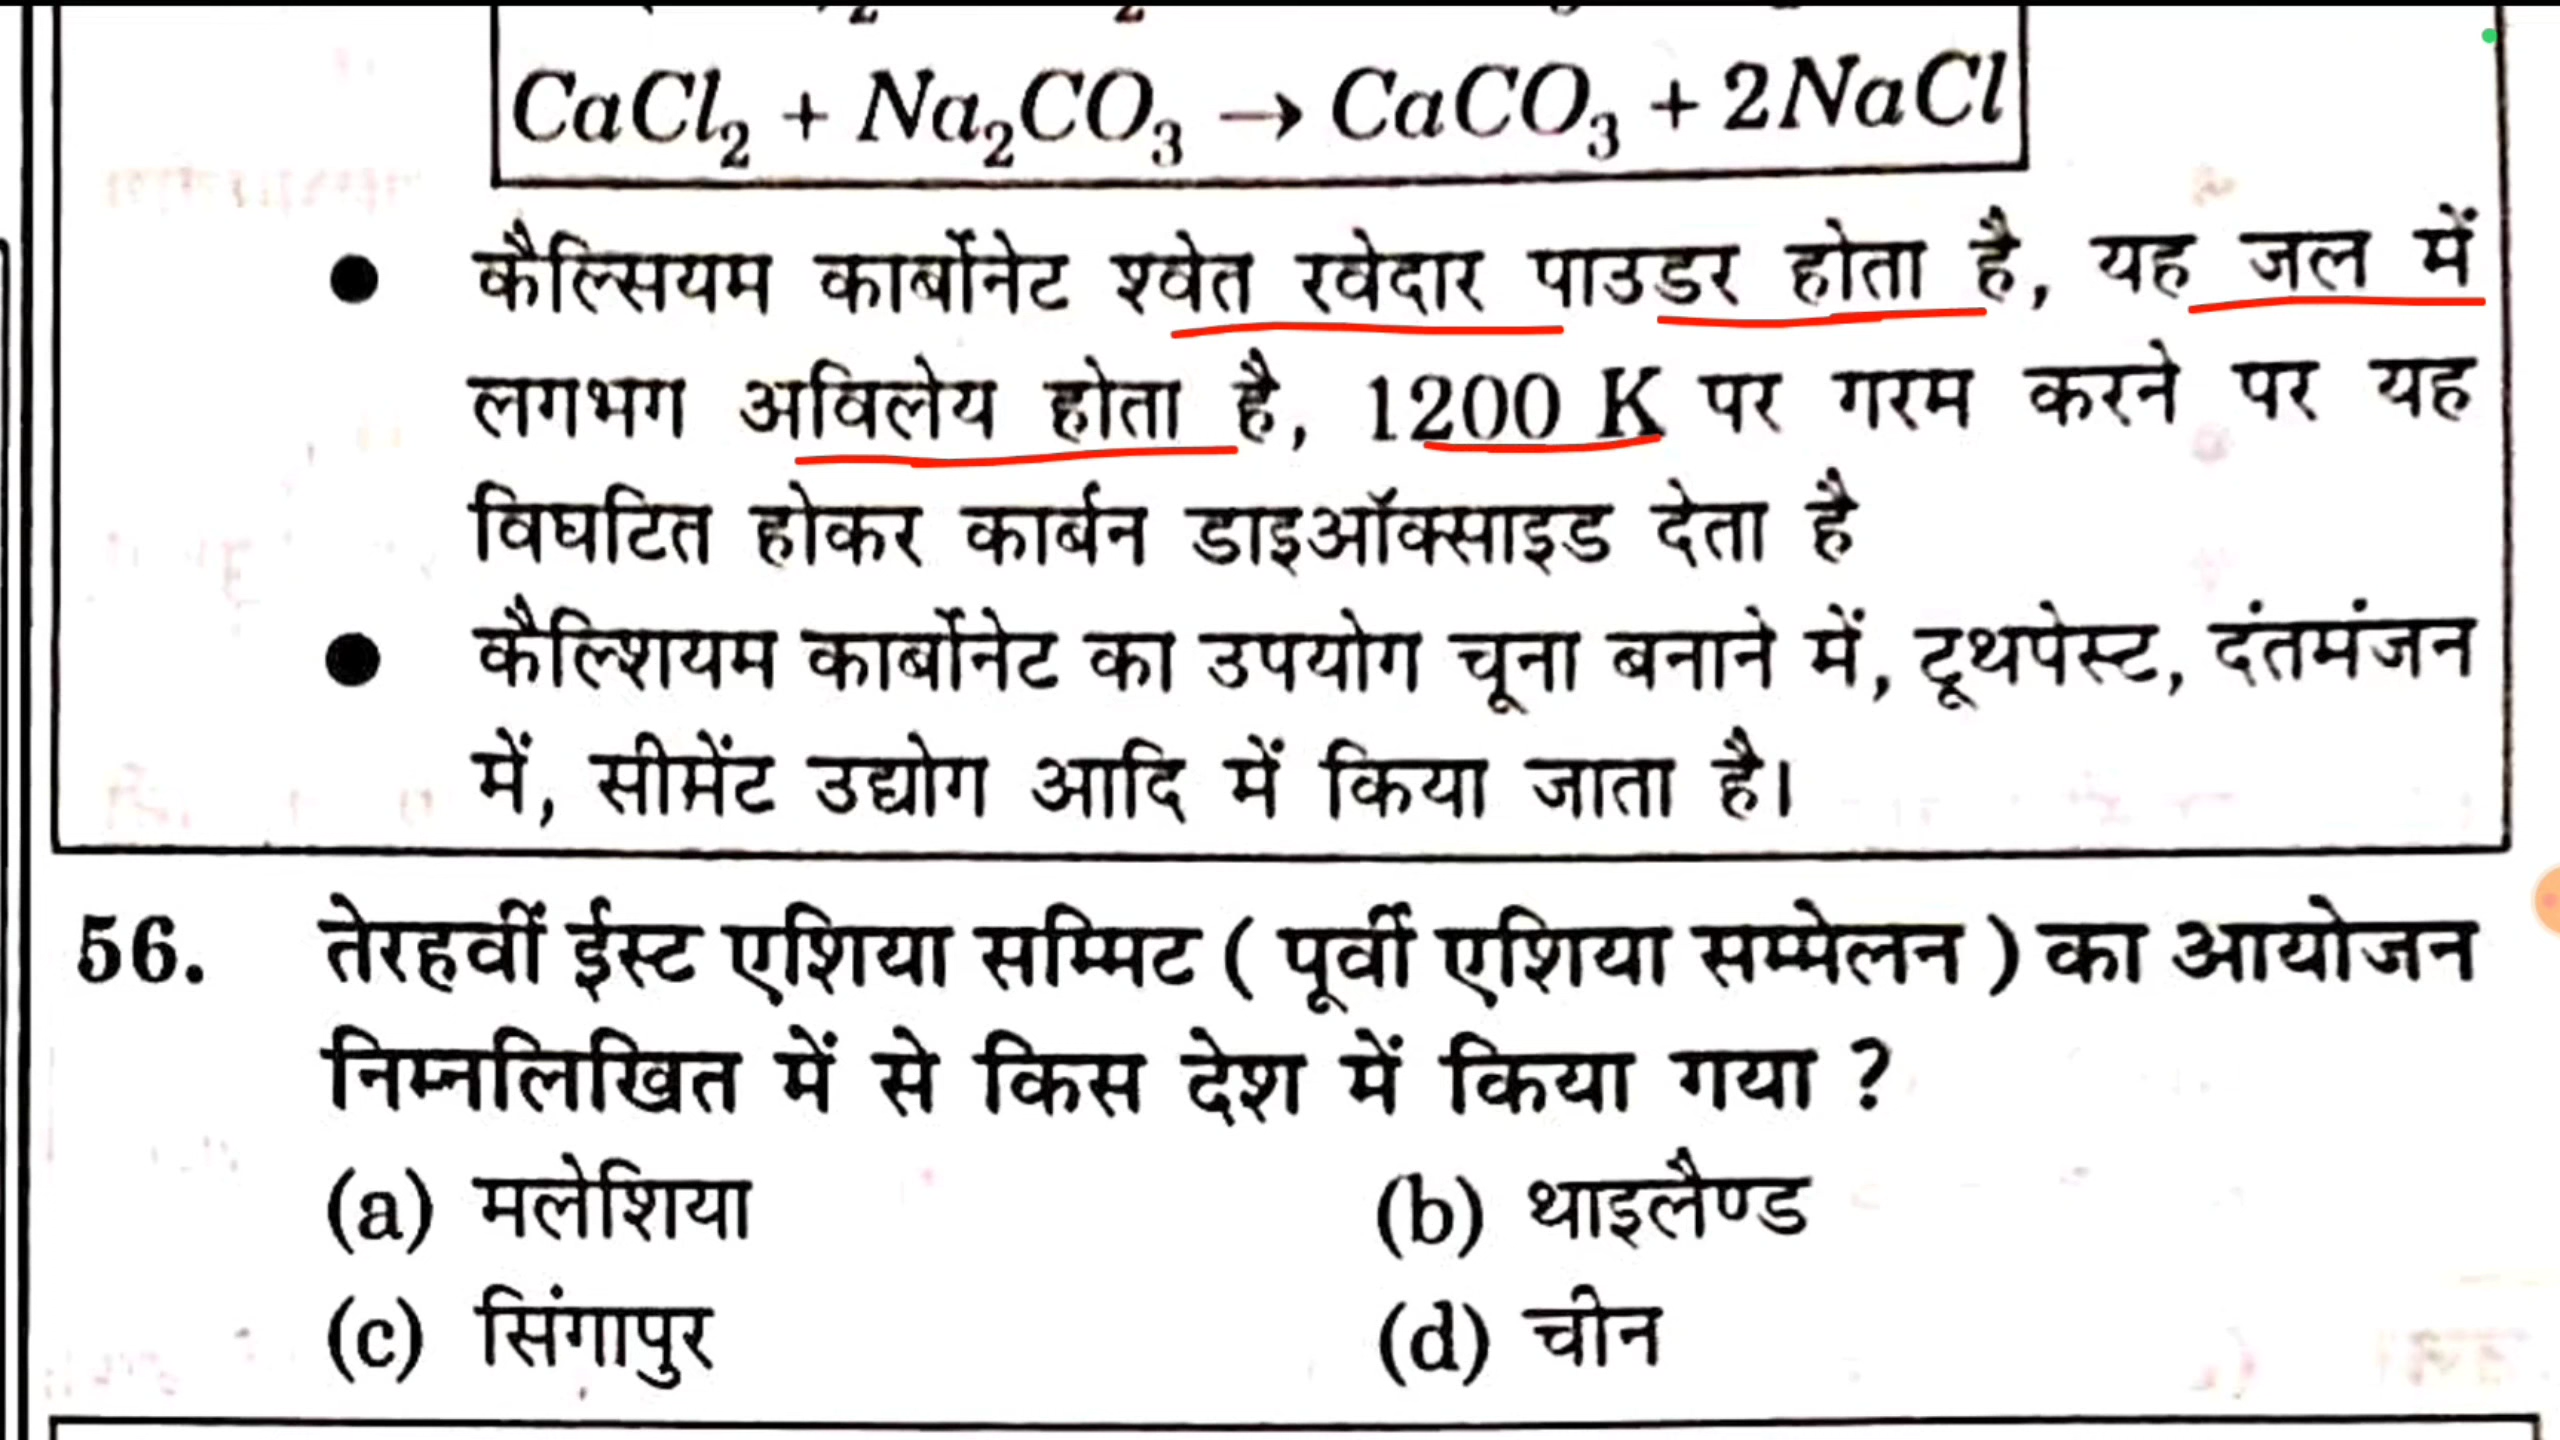 CaCl₂ + Na₂CO₃ → CaCO₃ + 2NaCl
● कैल्सियम कार्बोनेट श्वेत रवेदार पाउडर होता है, यह जल में
लगभग अविलेय होता है, 1200 K पर गरम करने पर यह
विघटित होकर कार्बन डाइऑक्साइड देता है
● कैल्शियम कार्बोनेट का उपयोग चूना बनाने में, टूथपेस्ट, दंतमंजन
में, सीमेंट उद्योग आदि में किया जाता है।
56. तेरहवीं ईस्ट एशिया सम्मिट ( पूर्वी एशिया सम्मेलन ) का आयोजन
निम्नलिखित में से किस देश में किया गया ?
(a) मलेशिया (b) थाइलैण्ड
(c) सिंगापुर (d) चीन